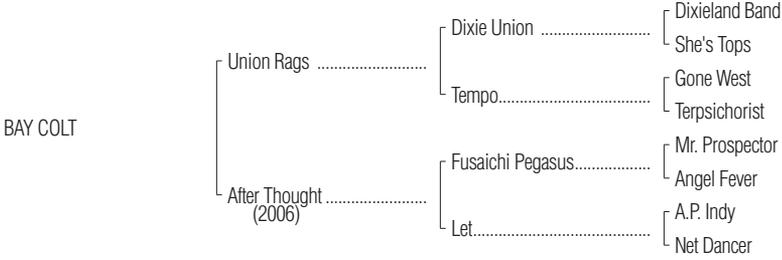 Dixieland Band
Dixie Union ..........................
She's Tops
Union Rags ..........................
Gone West
Tempo....................................
Terpsichorist
BAY COLT
Mr. Prospector
Fusaichi Pegasus..................
Angel Fever
After Thought ........................
(2006)
A.P. Indy
Let..........................................
Net Dancer